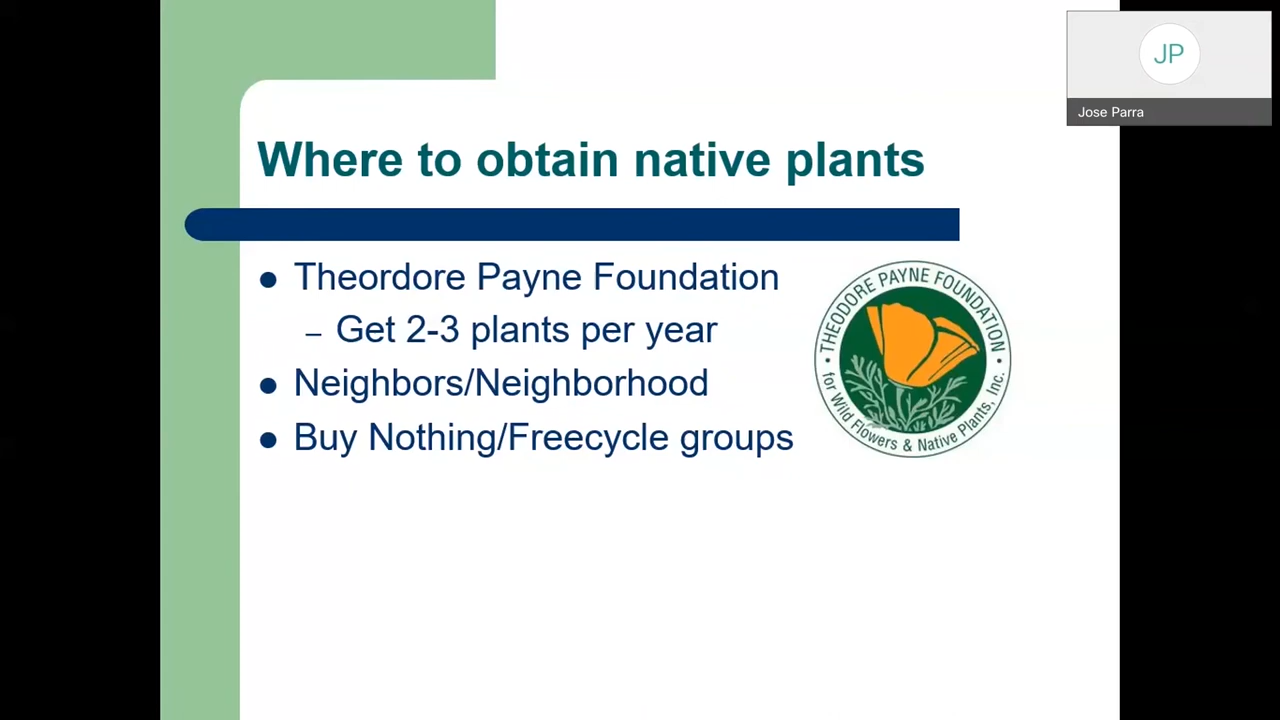 JP
Jose Parra
Where to obtain native plants
● Theordore Payne Foundation
– Get 2-3 plants per year
● Neighbors/Neighborhood
● Buy Nothing/Freecycle groups
• THEODORE PAYNE FOUNDATION •
for Wild Flowers & Native Plants, Inc.